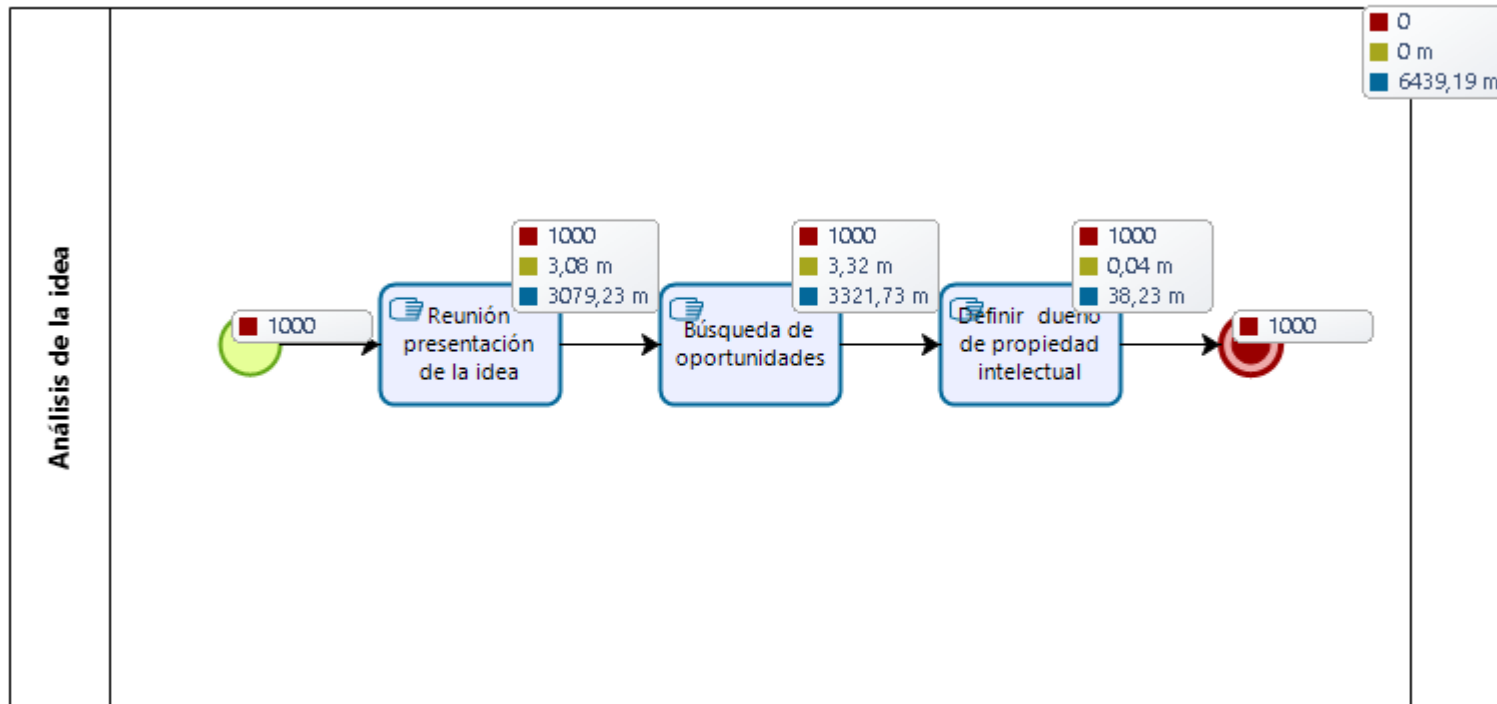 Análisis de la idea
0
0 m
6439,19 m
1000
1000
3,08 m
3079,23 m
Reunión
presentación
de la idea
1000
3,32 m
3321,73 m
Búsqueda de
oportunidades
1000
0,04 m
38,23 m
Definir dueño
de propiedad
intelectual
1000